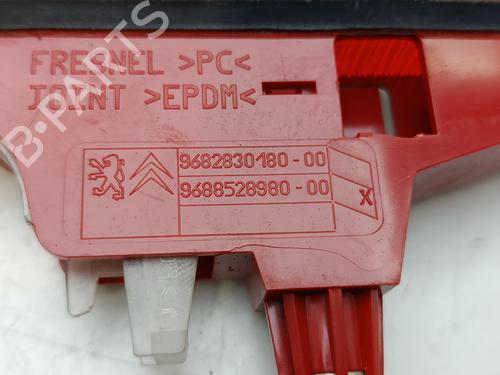 FRESNEL >PC<
JOINT >EPDM<
B-PARTS
9682830180-00
9688528980-00
X